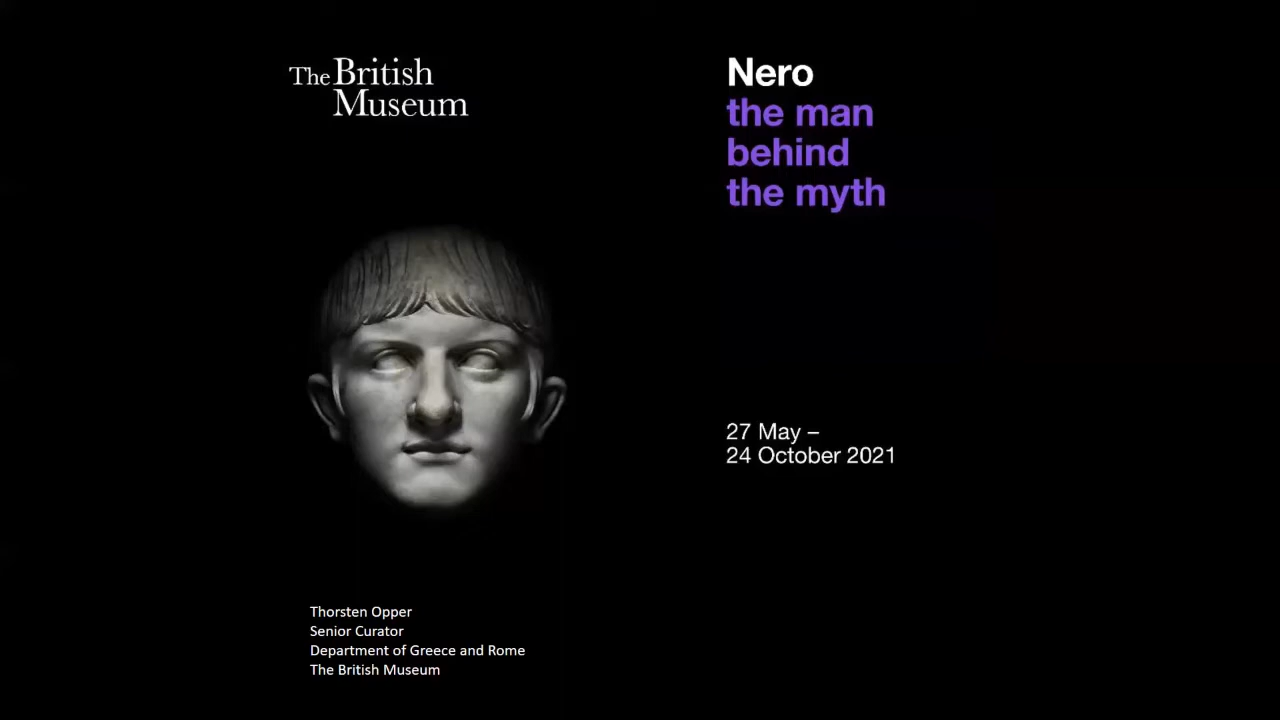 The British
Museum
Nero
the man
behind
the myth
27 May –
24 October 2021
Thorsten Opper
Senior Curator
Department of Greece and Rome
The British Museum